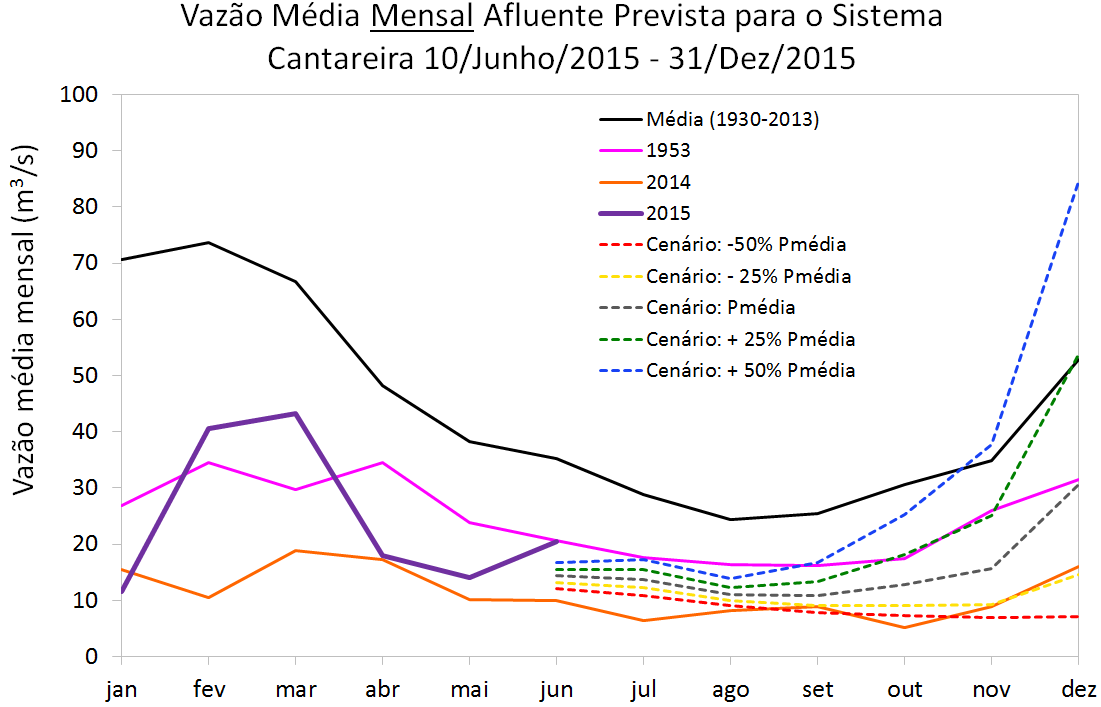 Vazão Média Mensal Afluente Prevista para o Sistema
Cantareira 10/Junho/2015 - 31/Dez/2015
Vazão média mensal (m³/s)
100
90
80
70
60
50
40
30
20
10
0
Média (1930-2013)
1953
2014
2015
Cenário: -50% Pmédia
Cenário: - 25% Pmédia
Cenário: Pmédia
Cenário: + 25% Pmédia
Cenário: + 50% Pmédia
jan fev mar abr mai jun jul ago set out nov dez